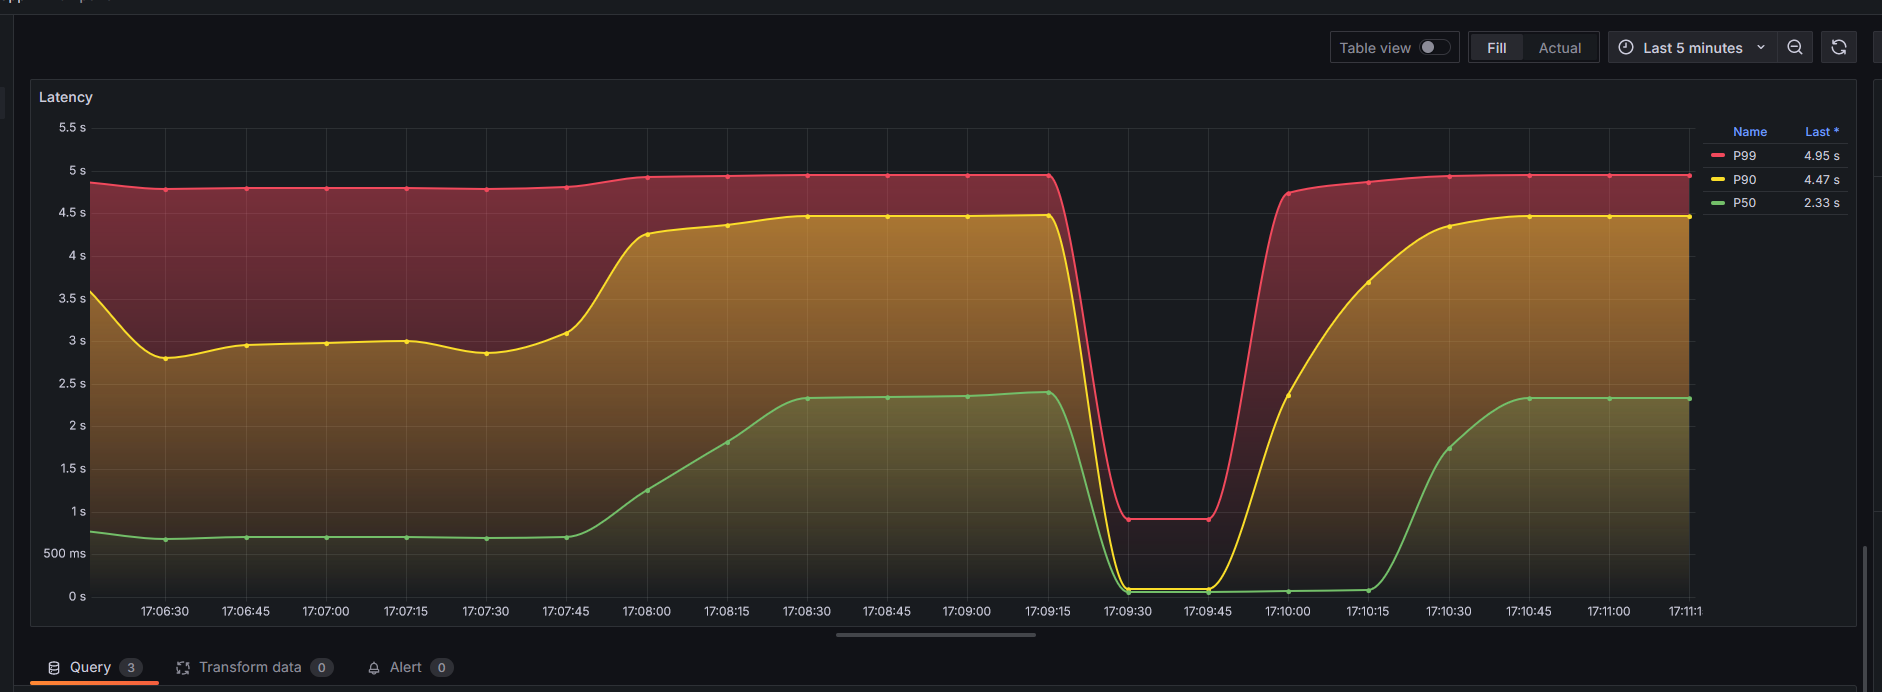 Table view Fill Actual Last 5 minutes
Latency
5.5 s
5 s
4.5 s
4 s
3.5 s
3 s
2.5 s
2 s
1.5 s
1 s
500 ms
0 s
17:06:30 17:06:45 17:07:00 17:07:15 17:07:30 17:07:45 17:08:00 17:08:15 17:08:30 17:08:45 17:09:00 17:09:15 17:09:30 17:09:45 17:10:00 17:10:15 17:10:30 17:10:45 17:11:00 17:11:1
Name Last *
P99 4.95 s
P90 4.47 s
P50 2.33 s
Query 3 Transform data 0 Alert 0